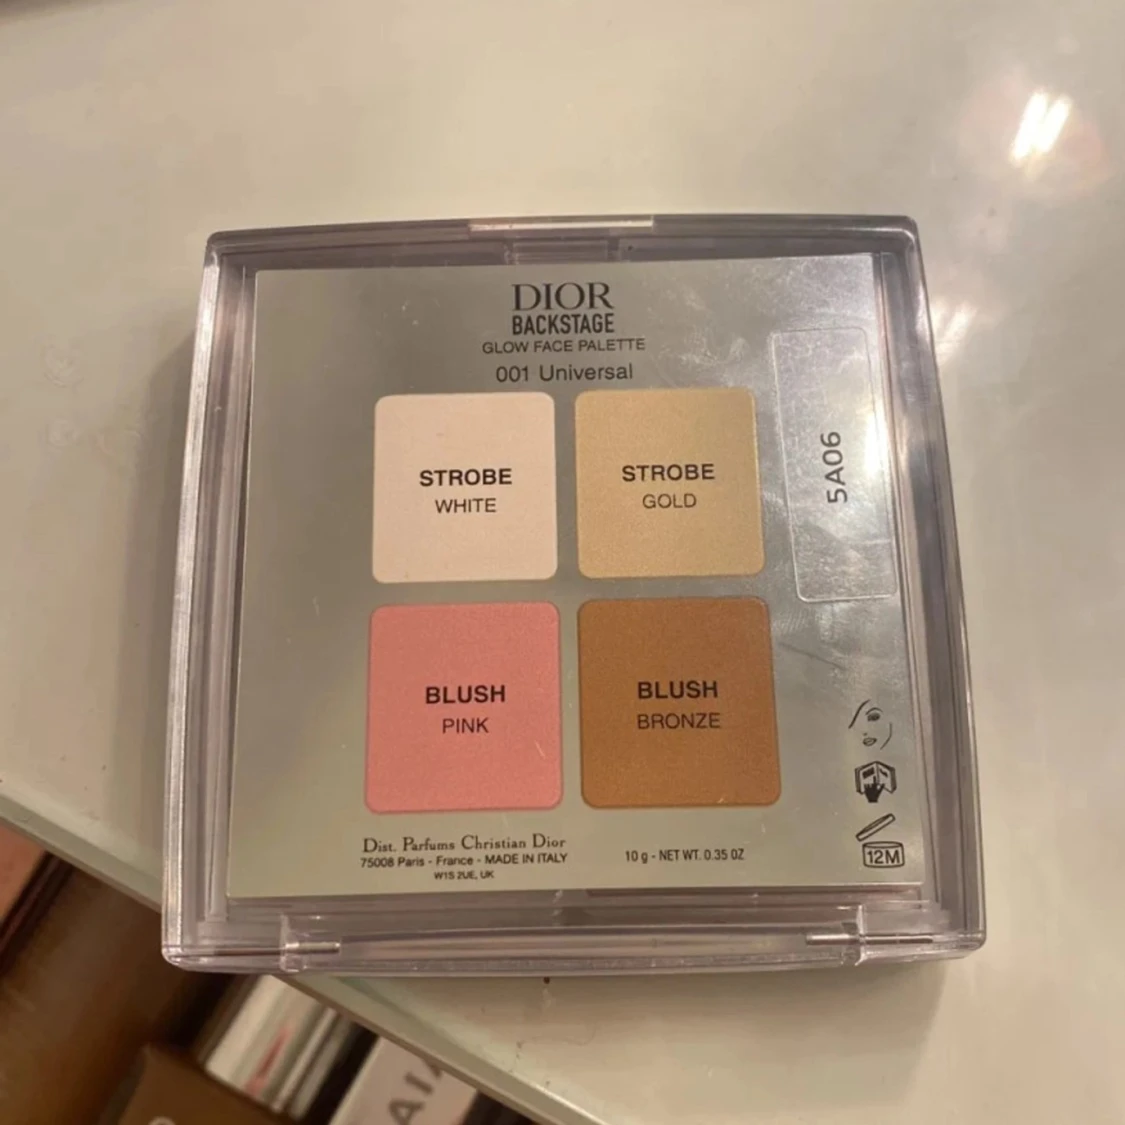 DIOR
BACKSTAGE
GLOW FACE PALETTE
001 Universal
STROBE
WHITE
STROBE
GOLD
5A06
BLUSH
PINK
BLUSH
BRONZE
Dist. Parfums Christian Dior
75008 Paris - France - MADE IN ITALY
W1S 2UE, UK
10 g - NET WT. 0.35 OZ
12M